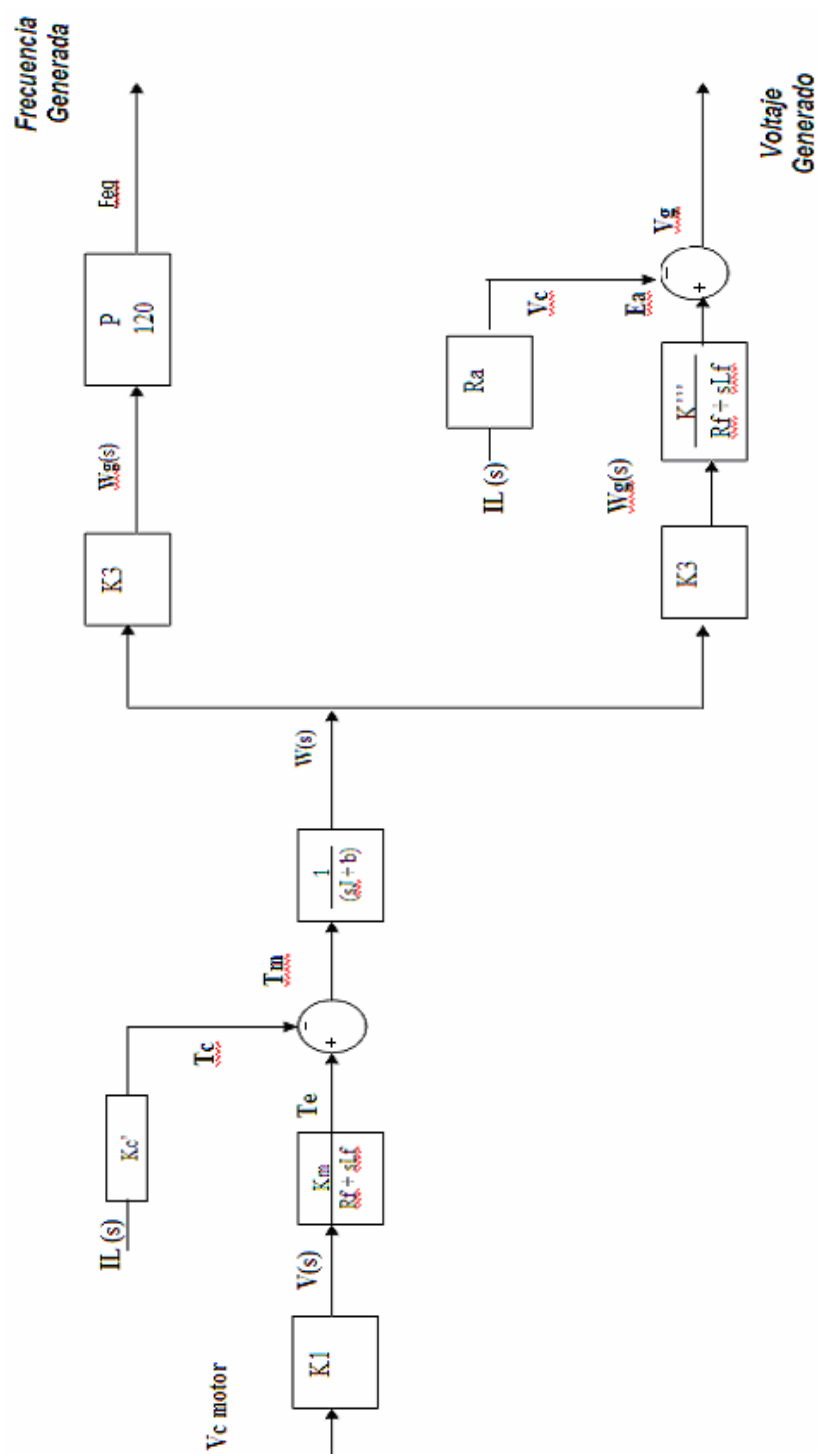 Vc motor
K1
V(s)
Km
Rf + sLf
Te
IL (s)
Kc'
Tc
Tm
1
(sJ + b)
W(s)
K3
Wg(s)
P
120
Feq
Frecuencia
Generada
K3
Wg(s)
K'''
Rf + sLf
IL (s)
Ra
Vc
Ea
Vg
Voltaje
Generado